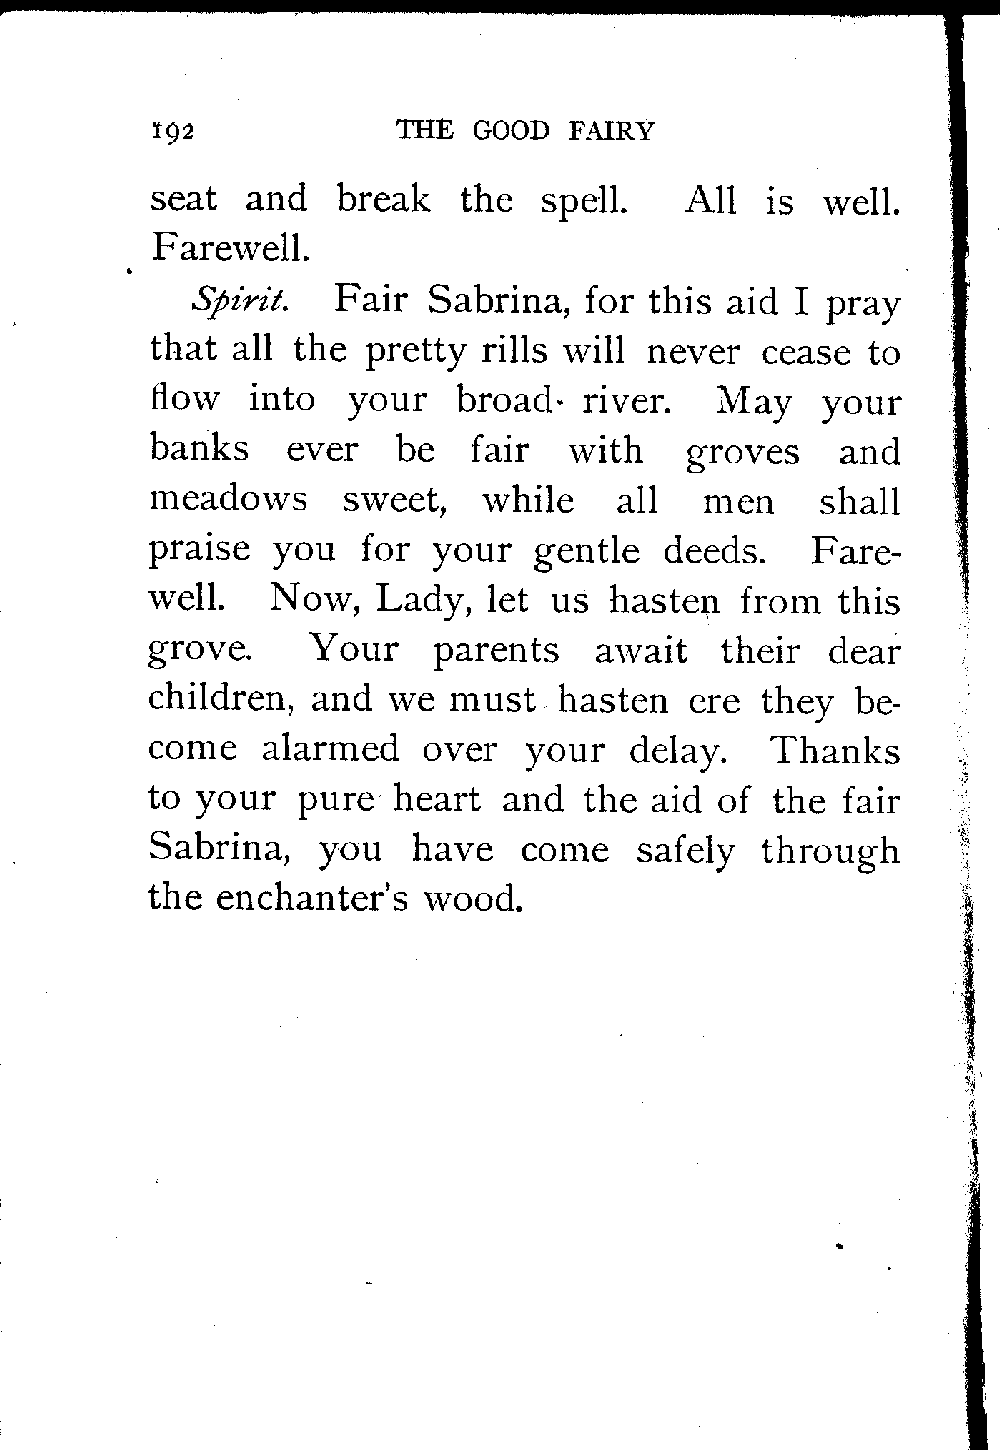 192 THE GOOD FAIRY
seat and break the spell. All is well.
Farewell.
Spirit. Fair Sabrina, for this aid I pray
that all the pretty rills will never cease to
flow into your broad river. May your
banks ever be fair with groves and
meadows sweet, while all men shall
praise you for your gentle deeds. Fare-
well. Now, Lady, let us hasten from this
grove. Your parents await their dear
children, and we must hasten ere they be-
come alarmed over your delay. Thanks
to your pure heart and the aid of the fair
Sabrina, you have come safely through
the enchanter's wood.